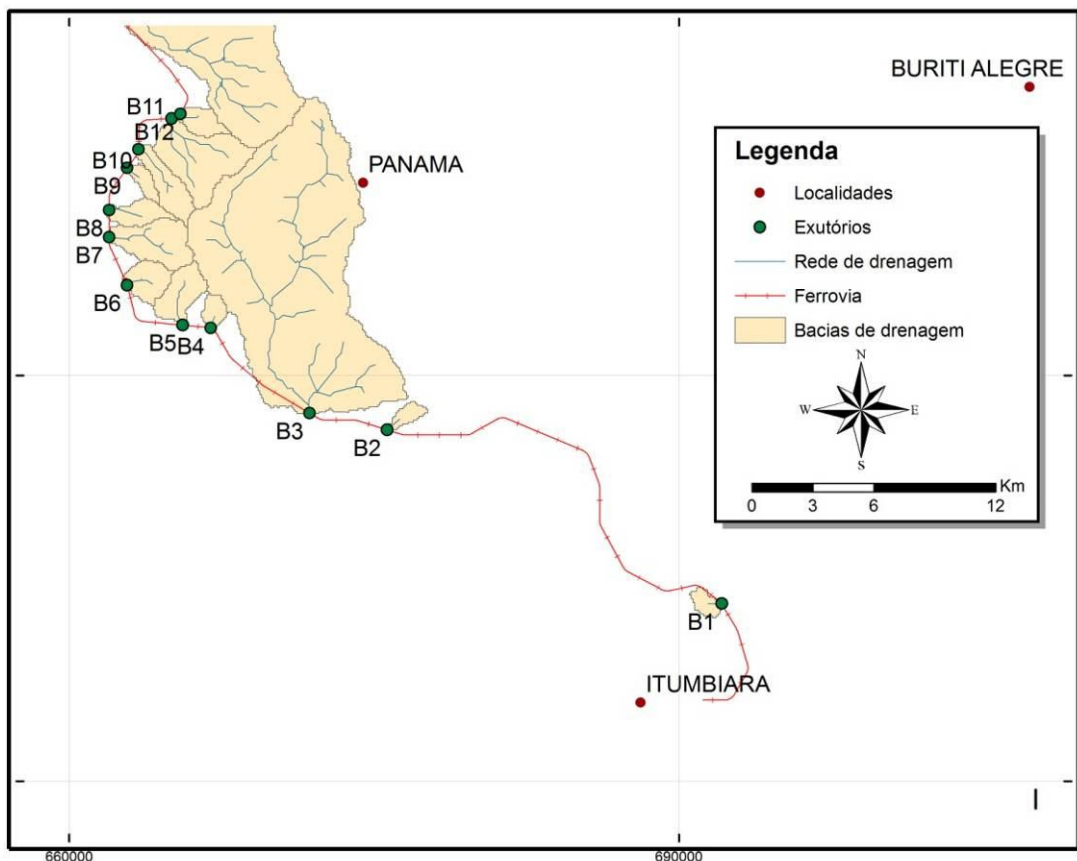 BURITI ALEGRE
B11
B12
PANAMA
B10
B9
B8
B7
B6
B5
B4
B3
B2
B1
ITUMBIARA
Legenda
Localidades
Exutórios
Rede de drenagem
Ferrovia
Bacias de drenagem
N
W E
S
Km
0 3 6 12
660000 690000